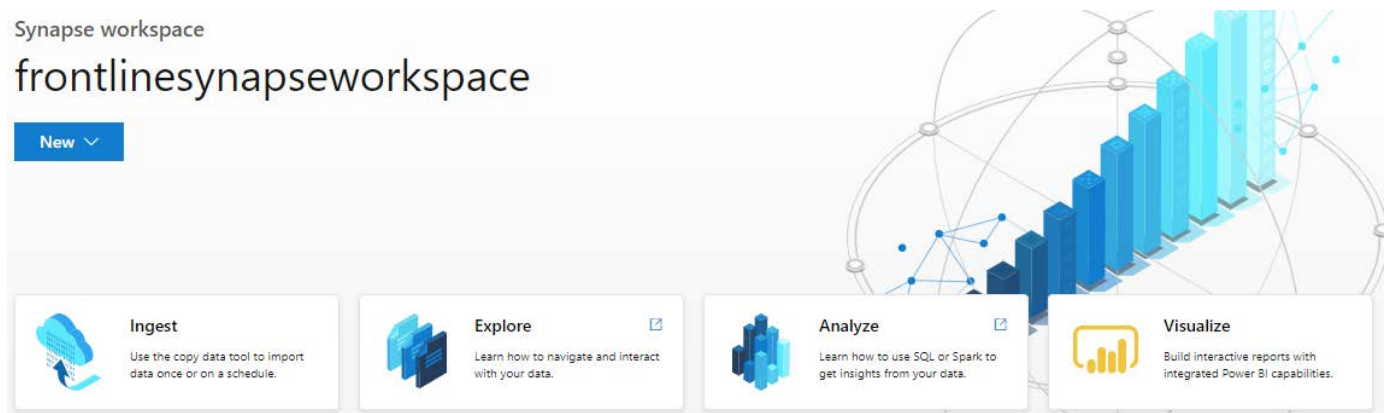 Synapse workspace
frontlinesynapseworkspace
New
Ingest
Use the copy data tool to import
data once or on a schedule.
Explore
Learn how to navigate and interact
with your data.
Analyze
Learn how to use SQL or Spark to
get insights from your data.
Visualize
Build interactive reports with
integrated Power BI capabilities.